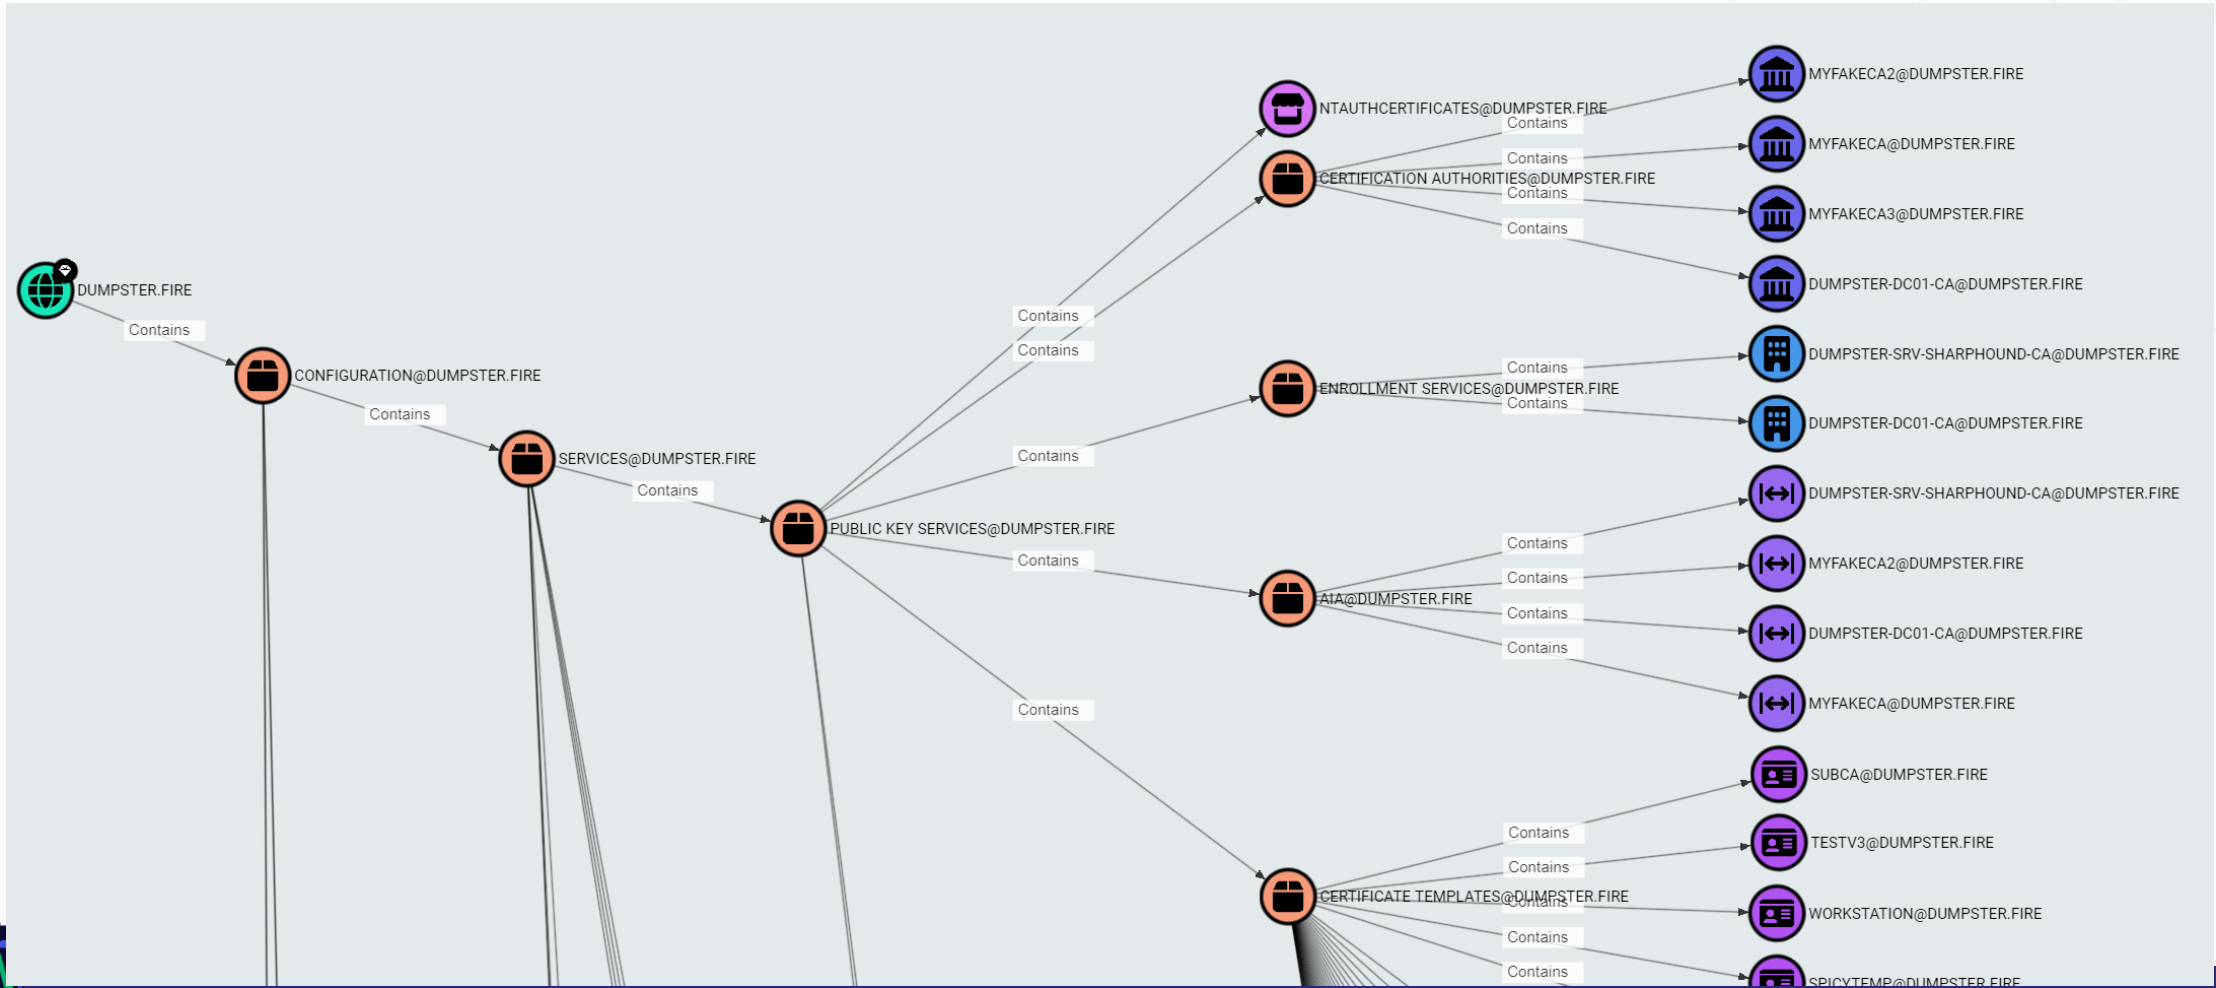 DUMPSTER.FIRE
Contains
CONFIGURATION@DUMPSTER.FIRE
Contains
SERVICES@DUMPSTER.FIRE
Contains
PUBLIC KEY SERVICES@DUMPSTER.FIRE
Contains
Contains
Contains
Contains
Contains
NTAUTHCERTIFICATES@DUMPSTER.FIRE
CERTIFICATION AUTHORITIES@DUMPSTER.FIRE
Contains
Contains
Contains
Contains
MYFAKECA2@DUMPSTER.FIRE
MYFAKECA@DUMPSTER.FIRE
MYFAKECA3@DUMPSTER.FIRE
DUMPSTER-DC01-CA@DUMPSTER.FIRE
ENROLLMENT SERVICES@DUMPSTER.FIRE
Contains
Contains
DUMPSTER-SRV-SHARPHOUND-CA@DUMPSTER.FIRE
DUMPSTER-DC01-CA@DUMPSTER.FIRE
AIA@DUMPSTER.FIRE
Contains
Contains
Contains
Contains
DUMPSTER-SRV-SHARPHOUND-CA@DUMPSTER.FIRE
MYFAKECA2@DUMPSTER.FIRE
DUMPSTER-DC01-CA@DUMPSTER.FIRE
MYFAKECA@DUMPSTER.FIRE
CERTIFICATE TEMPLATES@DUMPSTER.FIRE
Contains
Contains
Contains
Contains
Contains
SUBCA@DUMPSTER.FIRE
TESTV3@DUMPSTER.FIRE
WORKSTATION@DUMPSTER.FIRE
SPICYTEMP@DUMPSTER.FIRE